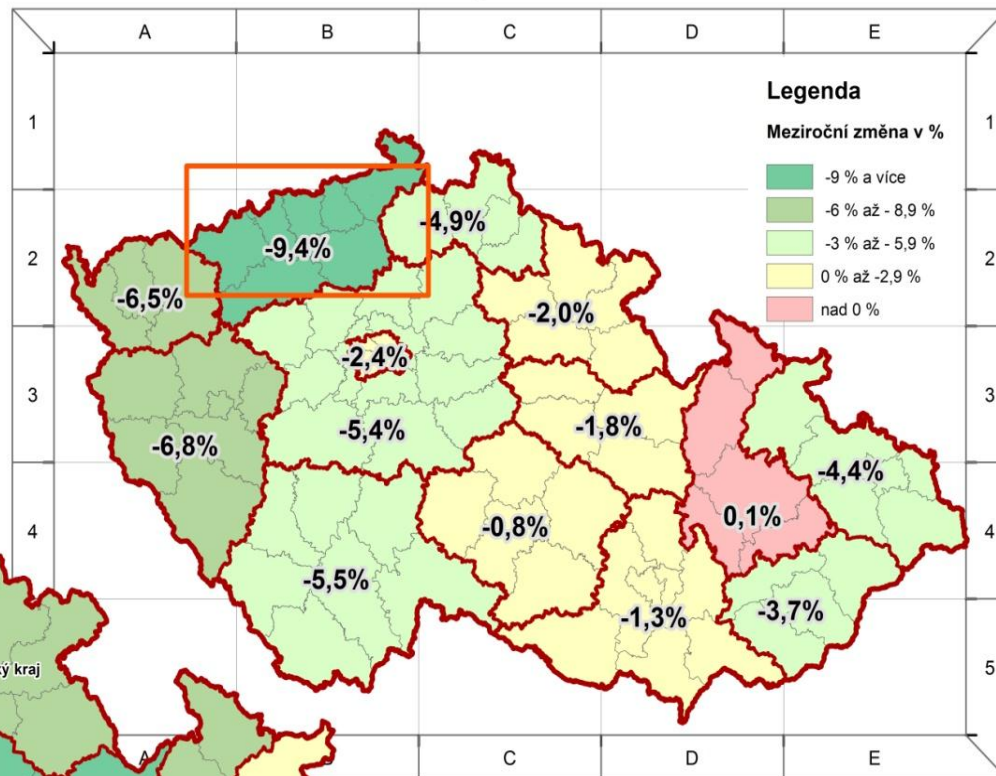 A B C D E
1 1
Legenda
Meziroční změna v %
-9 % a více
-6 % až - 8,9 %
-3 % až - 5,9 %
0 % až -2,9 %
nad 0 %
2 2
-4,9%
-9,4%
-6,5%
-2,0%
-2,4%
3 3
-5,4%
-1,8%
-6,8%
-4,4%
0,1%
-0,8%
4 4
-5,5%
-3,7%
-1,3%
ký kraj
5 5
A C D E